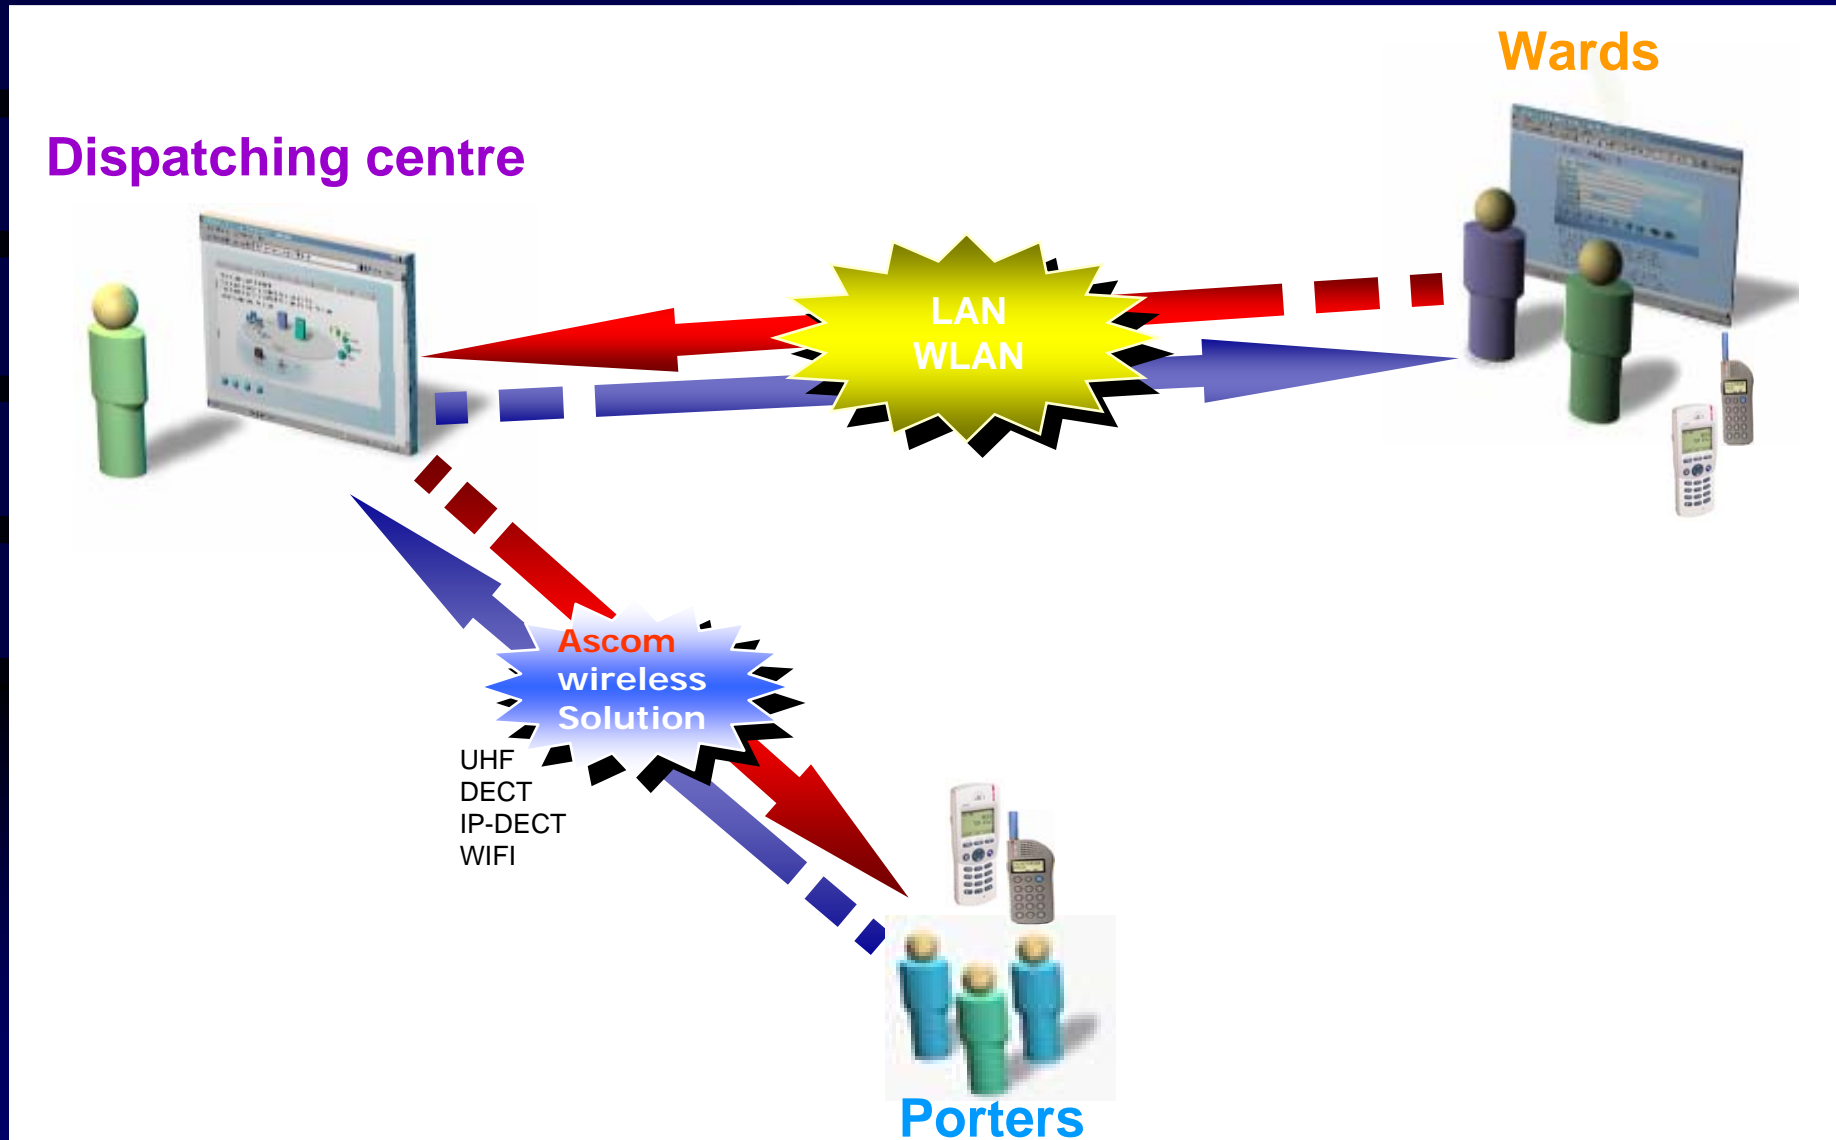 Wards
Dispatching centre
LAN
WLAN
Ascom
wireless
Solution
UHF
DECT
IP-DECT
WIFI
Porters